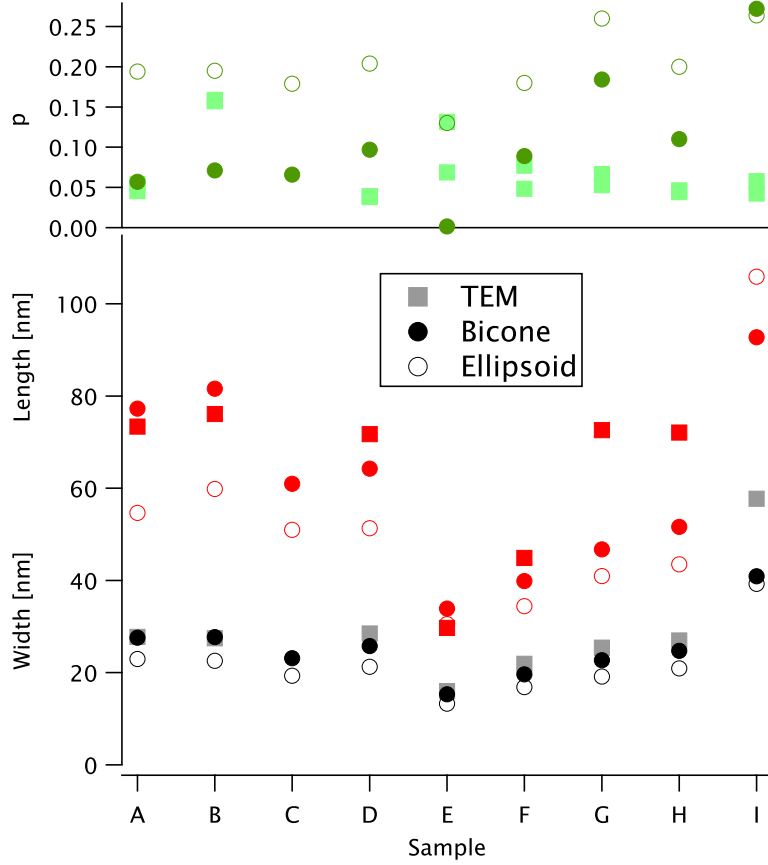 0.25
0.20
0.15
0.10
0.05
0.00
p
100
80
60
40
20
0
Length [nm]
Width [nm]
TEM
Bicone
Ellipsoid
A B C D E F G H I
Sample